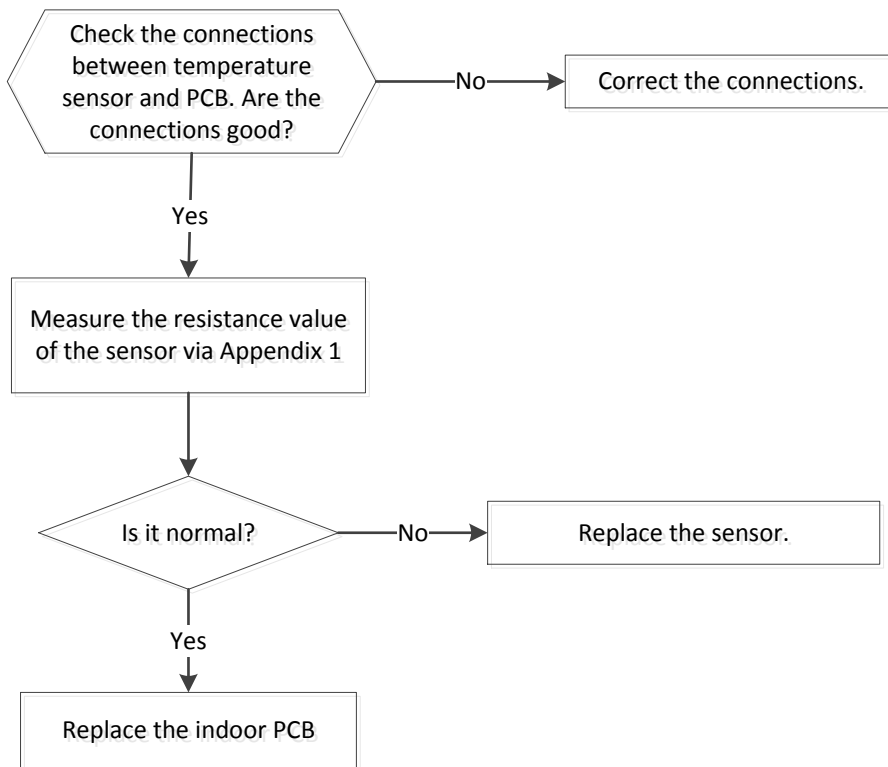 Check the connections
between temperature
sensor and PCB. Are the
connections good?
No
Correct the connections.
Yes
Measure the resistance value
of the sensor via Appendix 1
Is it normal?
No
Replace the sensor.
Yes
Replace the indoor PCB